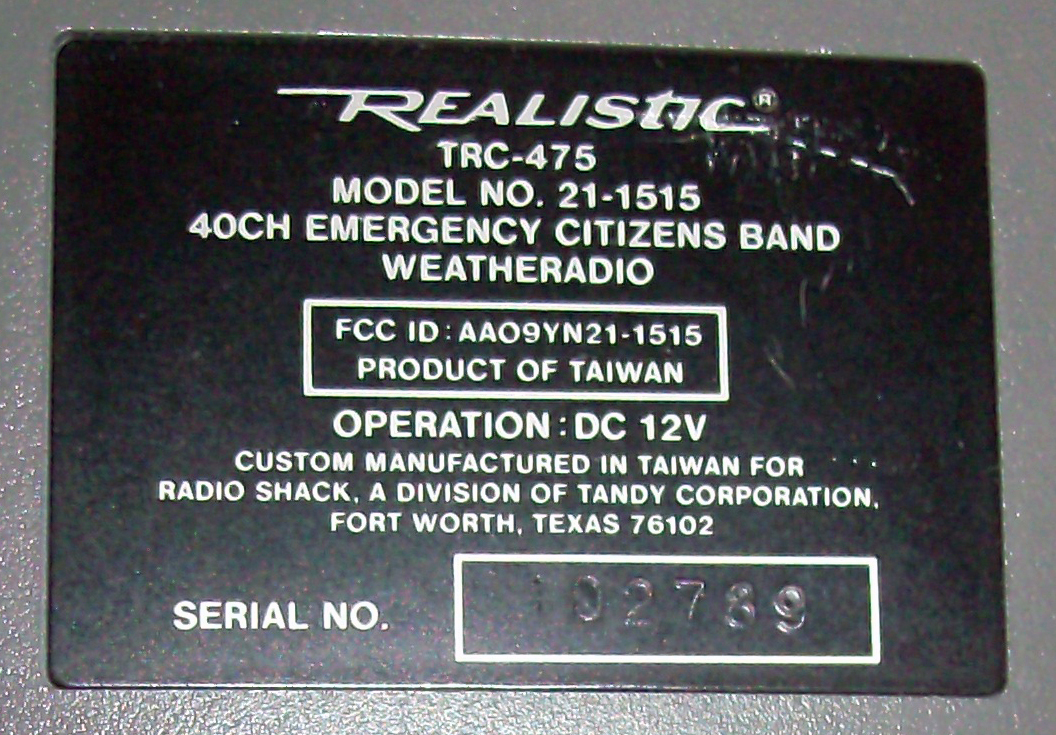 REALISTIC®
TRC-475
MODEL NO. 21-1515
40CH EMERGENCY CITIZENS BAND
WEATHERADIO
FCC ID: AAO9YN21-1515
PRODUCT OF TAIWAN
OPERATION: DC 12V
CUSTOM MANUFACTURED IN TAIWAN FOR
RADIO SHACK, A DIVISION OF TANDY CORPORATION,
FORT WORTH, TEXAS 76102
SERIAL NO. 102789